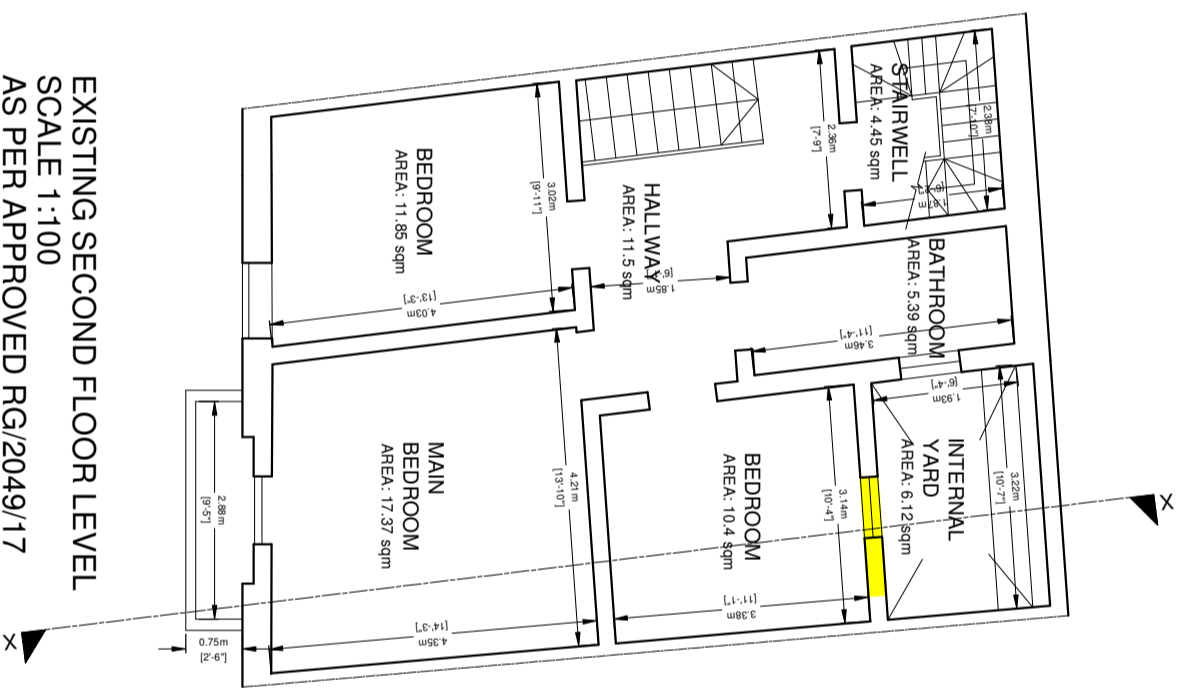 EXISTING SECOND FLOOR LEVEL
SCALE 1:100
AS PER APPROVED RG/2049/17
STAIRWELL
AREA: 4.45 sqm
2.38m
[7'-10"]
2.36m
[7'-9"]
HALLWAY
AREA: 11.5 sqm
1.85m
BEDROOM
AREA: 11.85 sqm
3.02m
[9'-11"]
4.03m
[13'-3"]
BATHROOM
AREA: 5.39 sqm
3.46m
[11'-4"]
INTERNAL
YARD
AREA: 6.12 sqm
1.93m
[6'-4"]
3.22m
[10'-7"]
BEDROOM
AREA: 10.4 sqm
3.14m
[10'-4"]
3.38m
[11'-1"]
MAIN
BEDROOM
AREA: 17.37 sqm
4.21m
[13'-10"]
4.35m
[14'-3"]
2.88m
[9'-5"]
0.75m
[2'-6"]
X
X